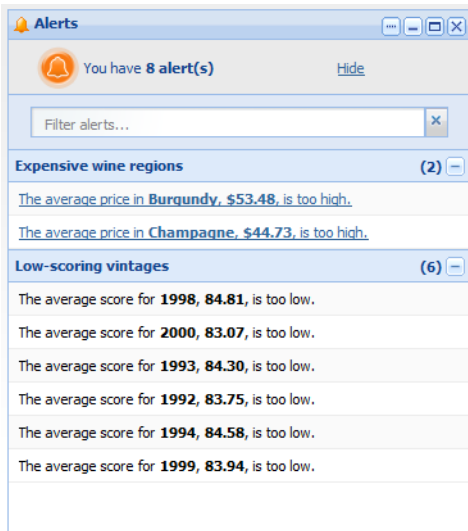 Alerts
You have 8 alert(s) Hide
Filter alerts...
Expensive wine regions (2)
The average price in Burgundy, $53.48, is too high.
The average price in Champagne, $44.73, is too high.
Low-scoring vintages (6)
The average score for 1998, 84.81, is too low.
The average score for 2000, 83.07, is too low.
The average score for 1993, 84.30, is too low.
The average score for 1992, 83.75, is too low.
The average score for 1994, 84.58, is too low.
The average score for 1999, 83.94, is too low.